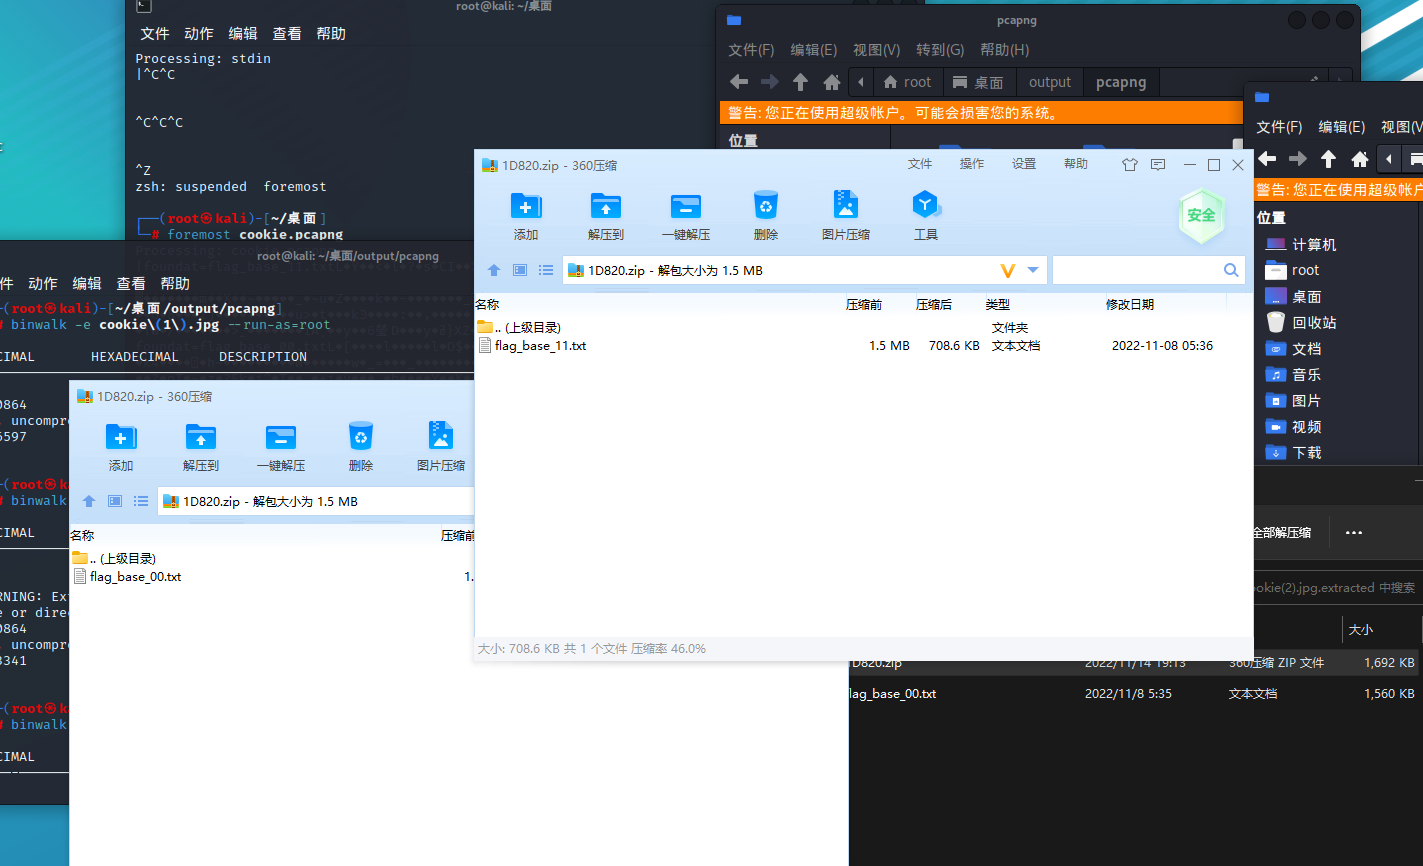 root@kali: ~/桌面
文件 动作 编辑 查看 帮助
Processing: stdin
|^C^C
^C^C^C
^Z
zsh: suspended  foremost
┌──(root㉿kali)-[~/桌面]
└─# foremost cookie.pcapng
pcapng
文件(F) 编辑(E) 视图(V) 转到(G) 帮助(H)
root 桌面 output pcapng
警告: 您正在使用超级帐户。可能会损害您的系统。
位置
文件(F) 编辑(E) 视图(V
警告: 您正在使用超级帐户
位置
计算机
root
桌面
回收站
文档
音乐
图片
视频
下载
root@kali: ~/桌面/output/pcapng
件 动作 编辑 查看 帮助
(root㉿kali)-[~/桌面/output/pcapng]
# binwalk -e cookie\(1\).jpg --run-as=root
CIMAL HEXADECIMAL DESCRIPTION
0864
, uncompre
5597
(root㉿k
# binwalk
CIMAL
RNING: Ex
e or direc
0864
, uncompre
3341
(root㉿k
# binwalk
CIMAL
1D820.zip - 360压缩
文件 操作 设置 帮助
添加 解压到 一键解压 删除 图片压缩 工具
安全
1D820.zip - 解包大小为 1.5 MB
名称 压缩前 压缩后 类型 修改日期
.. (上级目录) 文件夹
flag_base_11.txt 1.5 MB 708.6 KB 文本文档 2022-11-08 05:36
大小: 708.6 KB 共 1 个文件 压缩率 46.0%
1D820.zip - 360压缩
添加 解压到 一键解压 删除 图片压缩
1D820.zip - 解包大小为 1.5 MB
名称 压缩前
.. (上级目录)
flag_base_00.txt 1.
全部解压缩 ···
ookie(2).jpg.extracted 中搜索
大小
1D820.zip 2022/11/14 19:13 360压缩 ZIP 文件 1,692 KB
lag_base_00.txt 2022/11/8 5:35 文本文档 1,560 KB